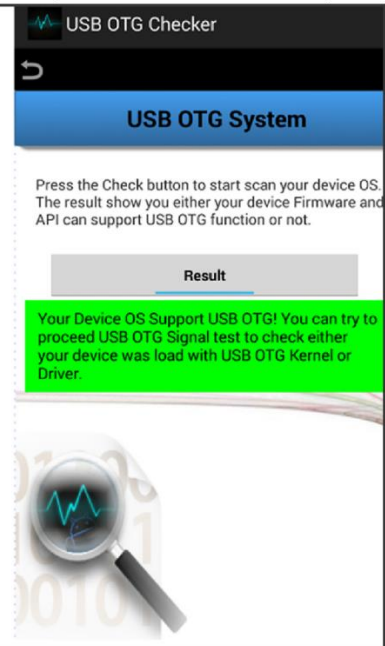 USB OTG Checker
USB OTG System
Press the Check button to start scan your device OS.
The result show you either your device Firmware and
API can support USB OTG function or not.
Result
Your Device OS Support USB OTG! You can try to
proceed USB OTG Signal test to check either
your device was load with USB OTG Kernel or
Driver.